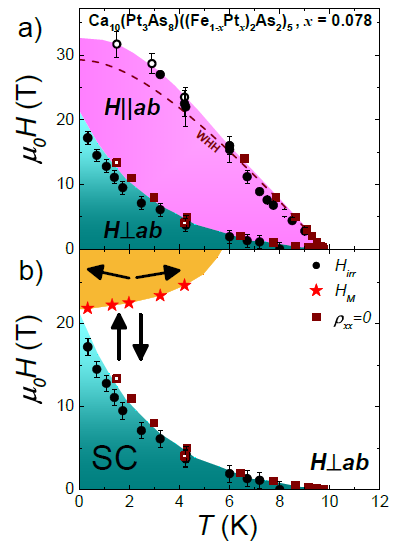 a)
Ca10(Pt3As8)((Fe1-xPtx)2As2)5, x = 0.078
30
20
10
0
μ0H (T)
H||ab
WHH
H⊥ab
b)
20
10
0
μ0H (T)
Hirr
HM
ρxx=0
SC
H⊥ab
0 2 4 6 8 10 12
T (K)